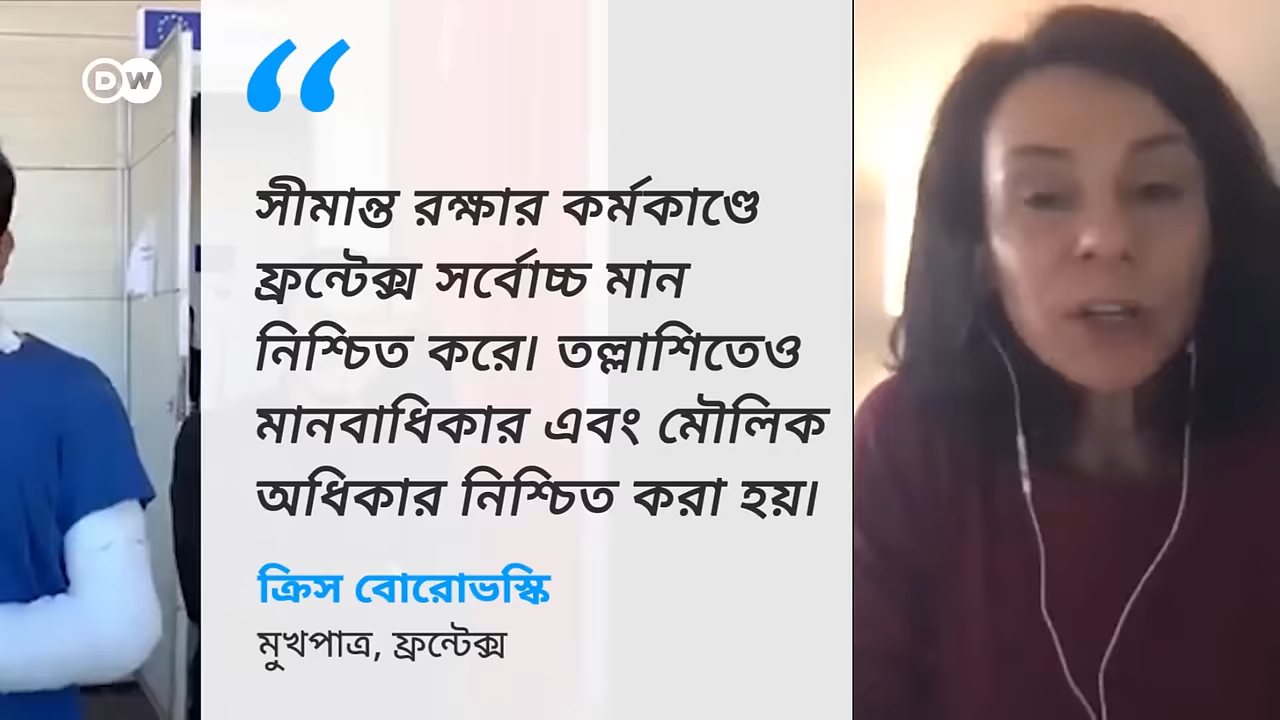 DW
সীমান্ত রক্ষার কর্মকাণ্ডে
ফ্রন্টেক্স সর্বোচ্চ মান
নিশ্চিত করে। তল্লাশিতেও
মানবাধিকার এবং মৌলিক
অধিকার নিশ্চিত করা হয়।
ক্রিস বোরোভস্কি
মুখপাত্র, ফ্রন্টেক্স